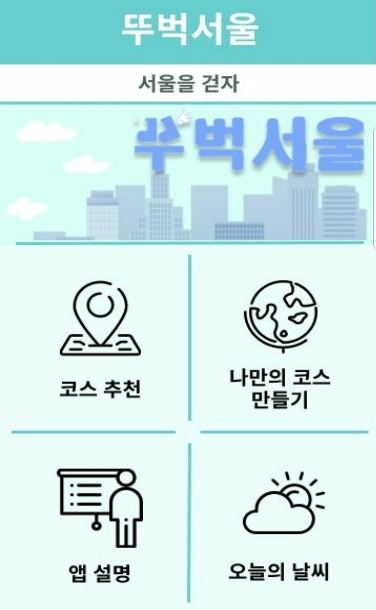 뚜벅서울
서울을 걷자
뚜벅서울
코스 추천
나만의 코스
만들기
앱 설명
오늘의 날씨